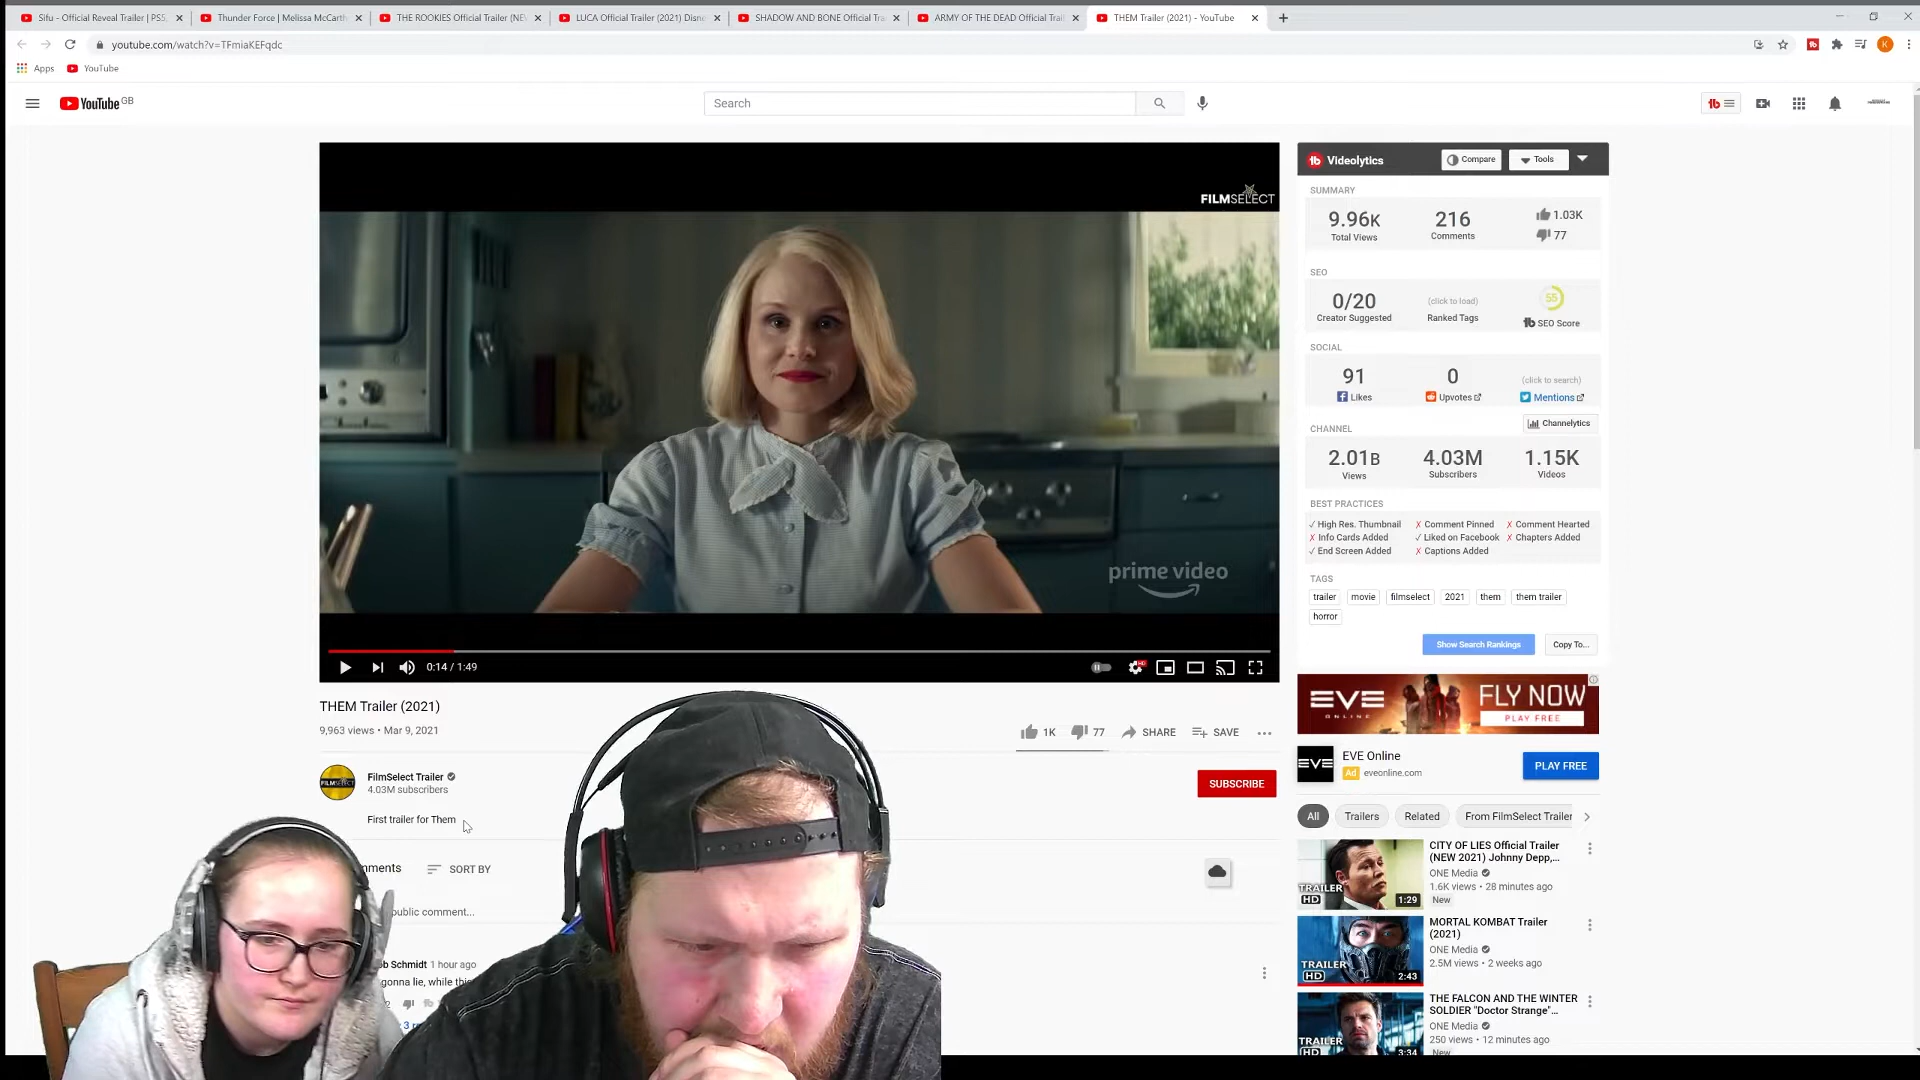 Sifu - Official Reveal Trailer | PS5,
Thunder Force | Melissa McCarth
THE ROOKIES Official Trailer (NE
LUCA Official Trailer (2021) Disn
SHADOW AND BONE Official Tra
ARMY OF THE DEAD Official Trai
THEM Trailer (2021) - YouTube
youtube.com/watch?v=TFmiaKEFqdc
K
Apps
YouTube
YouTube GB
Search
FILMSELECT
prime video
0:14 / 1:49
THEM Trailer (2021)
9,963 views • Mar 9, 2021
1K
77
SHARE
SAVE
FILMSELECT
FilmSelect Trailer
4.03M subscribers
SUBSCRIBE
First trailer for Them
mments
SORT BY
public comment...
ob Schmidt 1 hour ago
gonna lie, while this
Videolytics
Compare
Tools
SUMMARY
9.96K
Total Views
216
Comments
1.03K
77
SEO
0/20
Creator Suggested
(click to load)
Ranked Tags
55
SEO Score
SOCIAL
91
Likes
0
Upvotes
(click to search)
Mentions
CHANNEL
Channelytics
2.01B
Views
4.03M
Subscribers
1.15K
Videos
BEST PRACTICES
✓ High Res. Thumbnail ✗ Comment Pinned ✗ Comment Hearted
✗ Info Cards Added ✓ Liked on Facebook ✗ Chapters Added
✓ End Screen Added ✗ Captions Added
TAGS
trailer movie filmselect 2021 them them trailer
horror
Show Search Rankings
Copy To...
EVE
ONLINE
FLY NOW
PLAY FREE
EVE
EVE Online
Ad eveonline.com
PLAY FREE
All
Trailers
Related
From FilmSelect Trailer
TRAILER
HD
1:29
CITY OF LIES Official Trailer
(NEW 2021) Johnny Depp,...
ONE Media
1.6K views • 28 minutes ago
New
TRAILER
HD
2:43
MORTAL KOMBAT Trailer
(2021)
ONE Media
2.5M views • 2 weeks ago
TRAILER
HD
3:34
THE FALCON AND THE WINTER
SOLDIER "Doctor Strange"...
ONE Media
250 views • 12 minutes ago
New